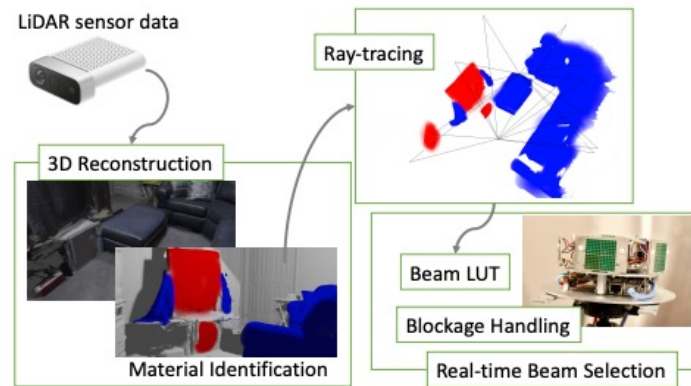 LiDAR sensor data
3D Reconstruction
Material Identification
Ray-tracing
Beam LUT
Blockage Handling
Real-time Beam Selection